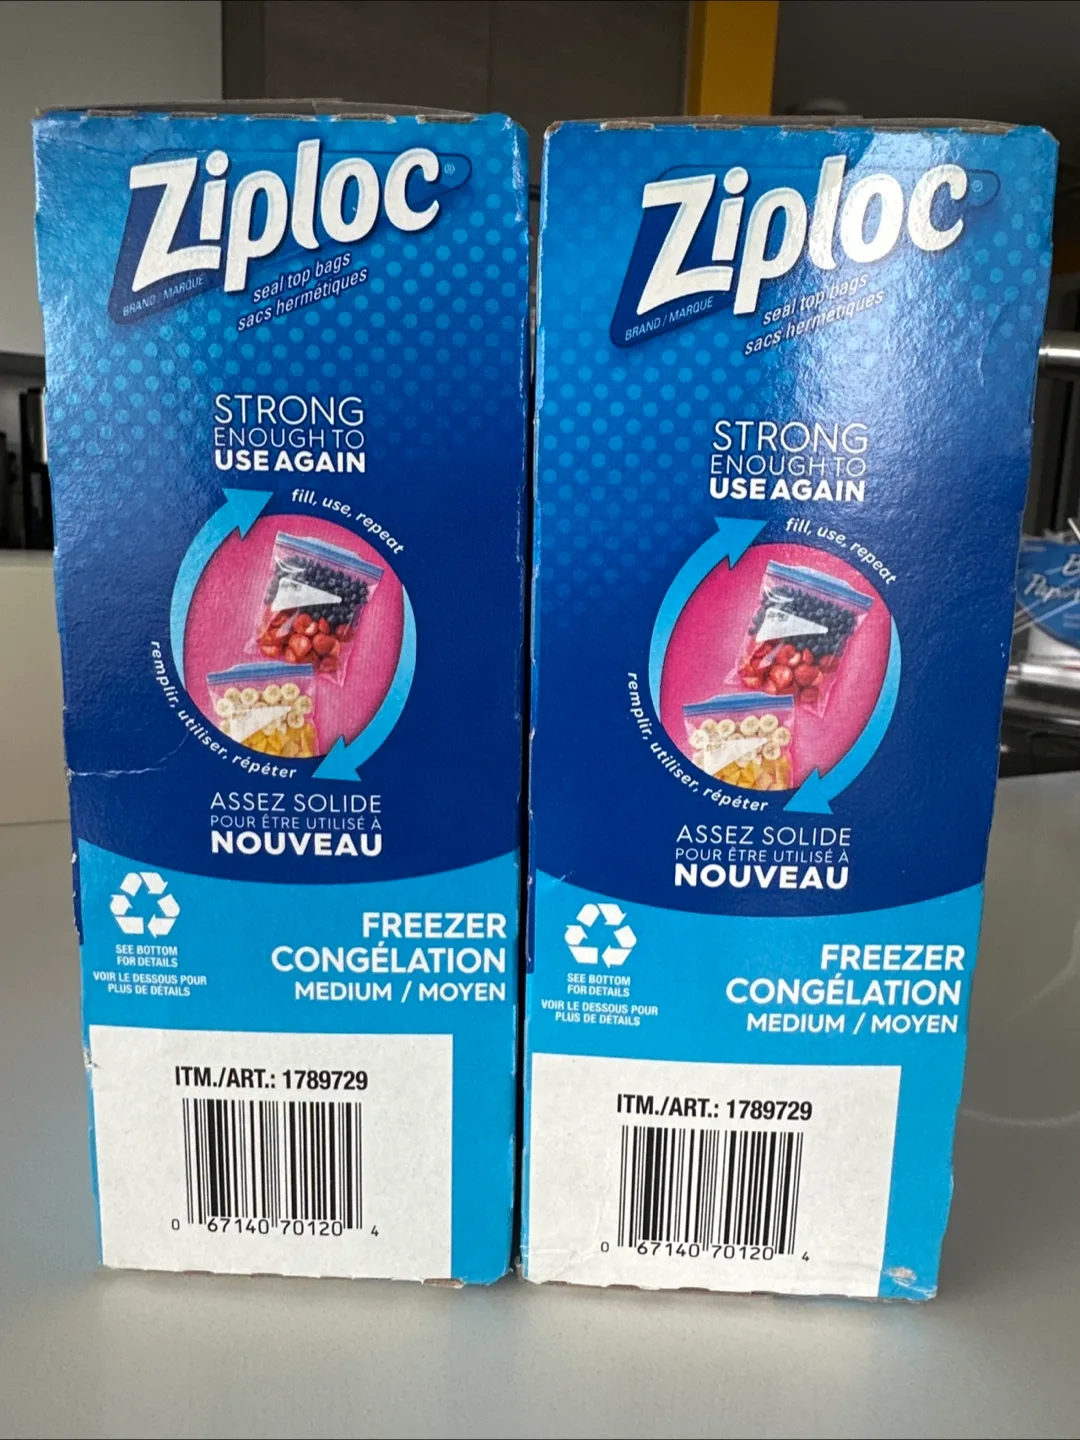 Ziploc®
BRAND / MARQUE
seal top bags
sacs hermétiques
STRONG
ENOUGH TO
USE AGAIN
fill, use, repeat
remplir, utiliser, répéter
ASSEZ SOLIDE
POUR ÊTRE UTILISÉ À
NOUVEAU
SEE BOTTOM
FOR DETAILS
VOIR LE DESSOUS POUR
PLUS DE DÉTAILS
FREEZER
CONGÉLATION
MEDIUM / MOYEN
ITM./ART.: 1789729
0 67140 70120 4
Ziploc®
BRAND / MARQUE
seal top bags
sacs hermétiques
STRONG
ENOUGH TO
USE AGAIN
fill, use, repeat
remplir, utiliser, répéter
ASSEZ SOLIDE
POUR ÊTRE UTILISÉ À
NOUVEAU
SEE BOTTOM
FOR DETAILS
VOIR LE DESSOUS POUR
PLUS DE DÉTAILS
FREEZER
CONGÉLATION
MEDIUM / MOYEN
ITM./ART.: 1789729
0 67140 70120 4